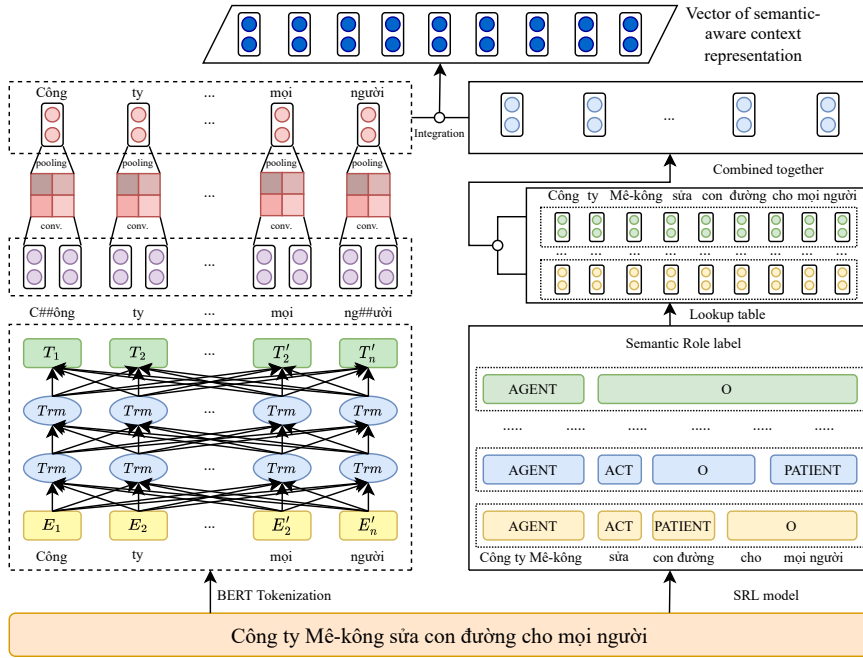 Vector of semantic-
aware context
representation
Công ty ... mọi người
...
Integration
...
pooling pooling pooling pooling
...
conv. conv. conv. conv.
Combined together
Công ty Mê-kông sửa con đường cho mọi người
... ... ... ... ... ... ... ... ...
...
C##ông ty ... mọi ng##ười
Lookup table
Semantic Role label
T₁ T₂ ... T₂′ Tₙ′
AGENT O
Trm Trm ... Trm Trm
..... ..... ..... ..... ..... .....
Trm Trm ... Trm Trm
AGENT ACT O PATIENT
E₁ E₂ ... E₂′ Eₙ′
AGENT ACT PATIENT O
Công ty mọi người
Công ty Mê-kông sửa con đường cho mọi người
BERT Tokenization
SRL model
Công ty Mê-kông sửa con đường cho mọi người